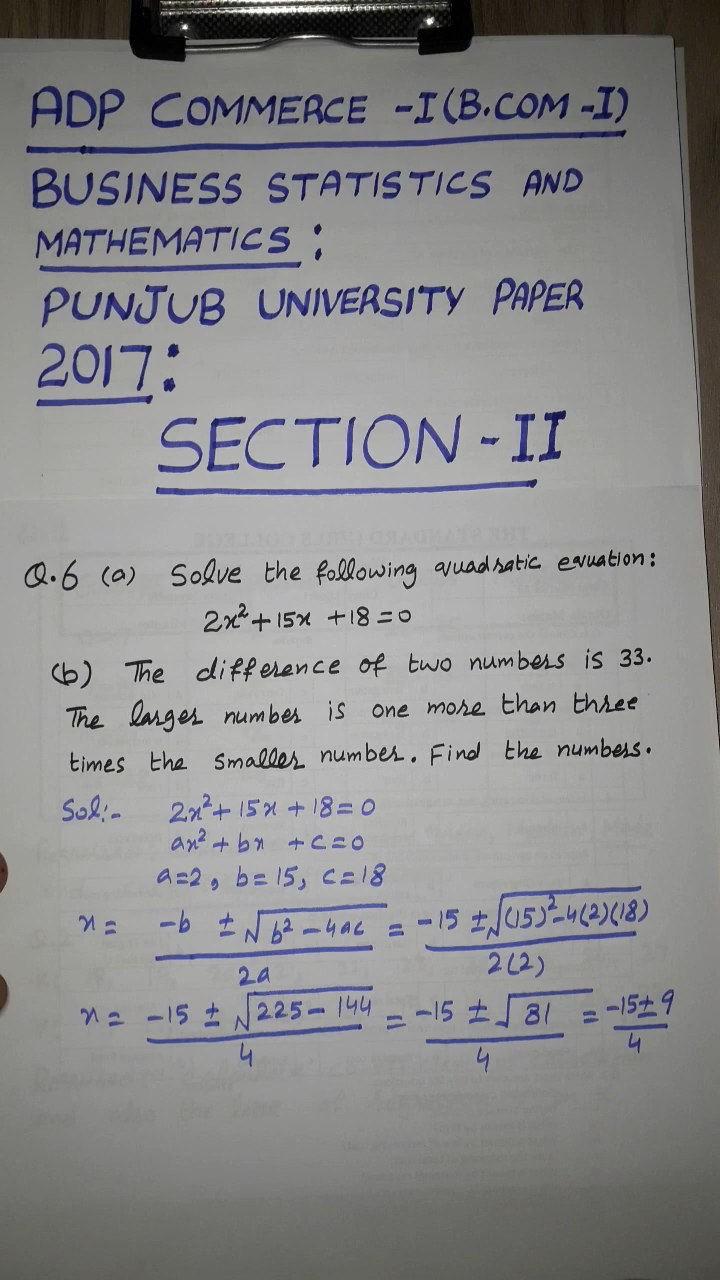 ADP COMMERCE -I (B.COM -I)
BUSINESS STATISTICS AND
MATHEMATICS :
PUNJUB UNIVERSITY PAPER
2017:
SECTION - II
Q.6 (a) Solve the following quadratic equation:
2x²+15x +18=0
(b) The difference of two numbers is 33.
The larger number is one more than three
times the smaller number. Find the numbers.
Sol:- 2x²+15x+18=0
ax²+bx +c=0
a=2, b=15, c=18
x = (-b ± √(b²-4ac))/2a = (-15 ± √((15)²-4(2)(18)))/2(2)
x = (-15 ± √(225-144))/4 = (-15 ± √81)/4 = (-15±9)/4